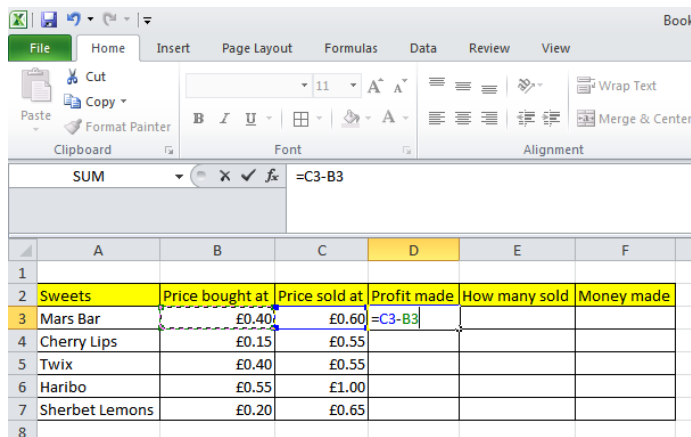 Book
File Home Insert Page Layout Formulas Data Review View
Cut
Copy
Paste
Format Painter
11 A A
B I U A
Wrap Text
Merge & Center
Clipboard Font Alignment
SUM fx =C3-B3
A B C D E F
1
2 Sweets Price bought at Price sold at Profit made How many sold Money made
3 Mars Bar £0.40 £0.60 =C3-B3
4 Cherry Lips £0.15 £0.55
5 Twix £0.40 £0.55
6 Haribo £0.55 £1.00
7 Sherbet Lemons £0.20 £0.65
8